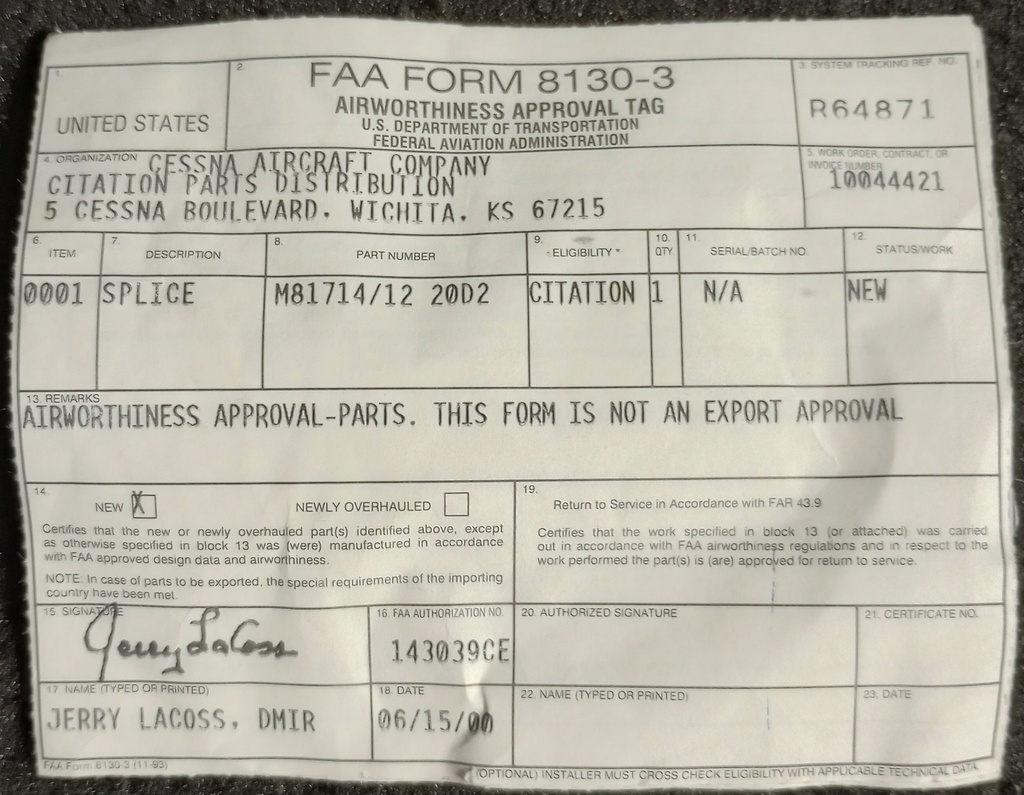 1.
UNITED STATES
2.
FAA FORM 8130-3
AIRWORTHINESS APPROVAL TAG
U.S. DEPARTMENT OF TRANSPORTATION
FEDERAL AVIATION ADMINISTRATION
3. SYSTEM TRACKING REF. NO.
R64871
4. ORGANIZATION CESSNA AIRCRAFT COMPANY
CITATION PARTS DISTRIBUTION
5 CESSNA BOULEVARD. WICHITA. KS 67215
5. WORK ORDER, CONTRACT, OR
INVOICE NUMBER
10044421
6. ITEM
7. DESCRIPTION
8. PART NUMBER
9. ELIGIBILITY *
10. QTY.
11. SERIAL/BATCH NO.
12. STATUS/WORK
0001 SPLICE M81714/12 20D2 CITATION 1 N/A NEW
13. REMARKS
AIRWORTHINESS APPROVAL-PARTS. THIS FORM IS NOT AN EXPORT APPROVAL
14.
NEW X NEWLY OVERHAULED
Certifies that the new or newly overhauled part(s) identified above, except
as otherwise specified in block 13 was (were) manufactured in accordance
with FAA approved design data and airworthiness.
NOTE: In case of parts to be exported, the special requirements of the importing
country have been met.
19.
Return to Service in Accordance with FAR 43.9
Certifies that the work specified in block 13 (or attached) was carried
out in accordance with FAA airworthiness regulations and in respect to the
work performed the part(s) is (are) approved for return to service.
15 SIGNATURE
Jerry LaCoss
16. FAA AUTHORIZATION NO.
143039CE
20. AUTHORIZED SIGNATURE
21. CERTIFICATE NO.
17. NAME (TYPED OR PRINTED)
JERRY LACOSS, DMIR
18. DATE
06/15/00
22. NAME (TYPED OR PRINTED)
23. DATE
FAA Form 8130-3 (11-93)
(OPTIONAL) INSTALLER MUST CROSS CHECK ELIGIBILITY WITH APPLICABLE TECHNICAL DATA.